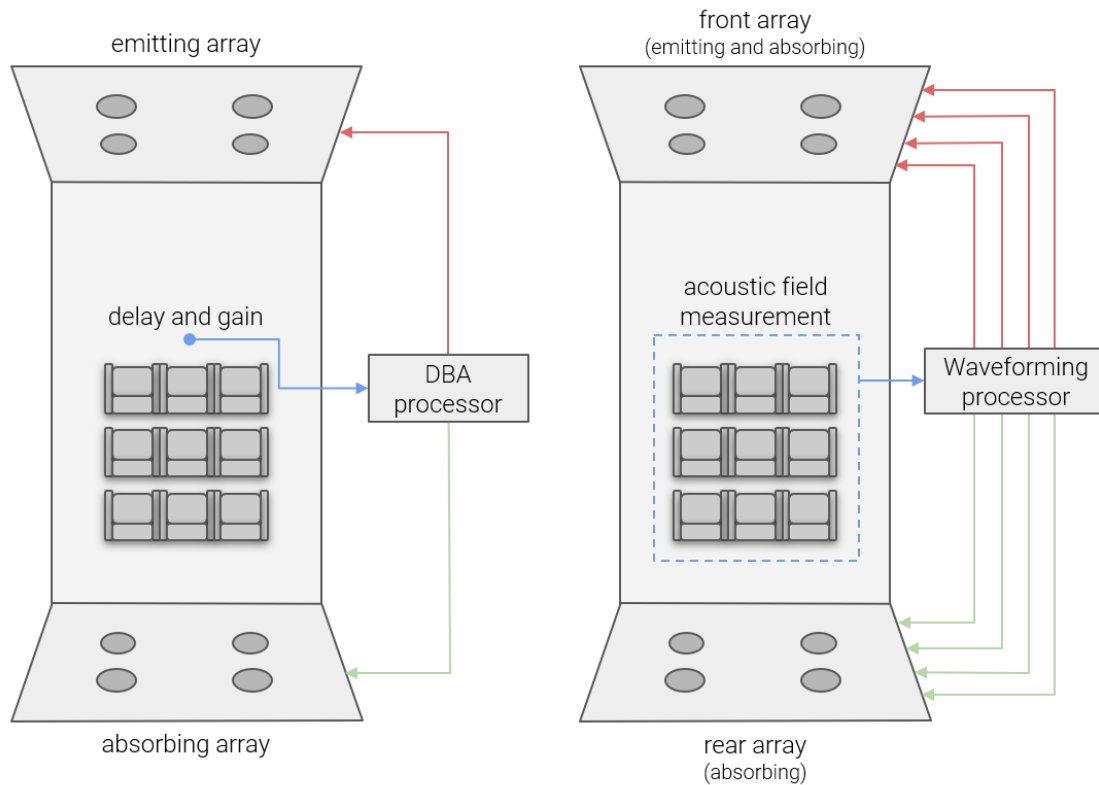 emitting array
delay and gain
DBA
processor
absorbing array
front array
(emitting and absorbing)
acoustic field
measurement
Waveforming
processor
rear array
(absorbing)